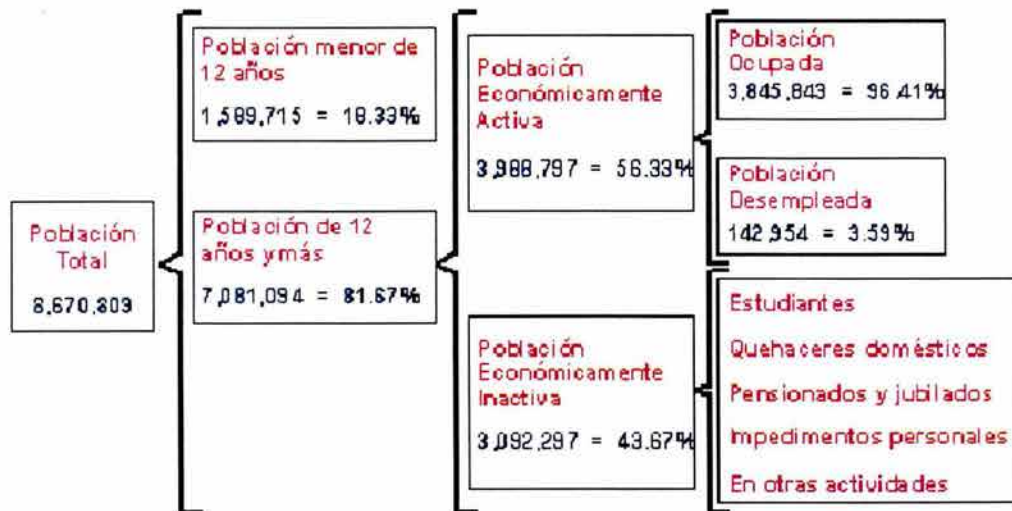 Población
Total
8,670,809
Población menor de
12 años
1,589,715 = 18.33%
Población de 12
años y más
7,081,094 = 81.67%
Población
Económicamente
Activa
3,988,797 = 56.33%
Población
Económicamente
Inactiva
3,092,297 = 43.67%
Población
Ocupada
3,845,843 = 96.41%
Población
Desempleada
142,954 = 3.59%
Estudiantes
Quehaceres domésticos
Pensionados y jubilados
Impedimentos personales
En otras actividades